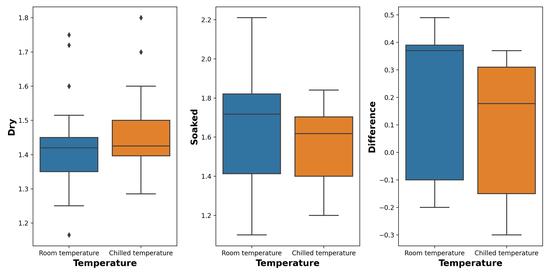 1.8
1.7
1.6
1.5
1.4
1.3
1.2
Dry
Room temperature Chilled temperature
Temperature
2.2
2.0
1.8
1.6
1.4
1.2
Soaked
Room temperature Chilled temperature
Temperature
0.5
0.4
0.3
0.2
0.1
0.0
−0.1
−0.2
−0.3
Difference
Room temperature Chilled temperature
Temperature